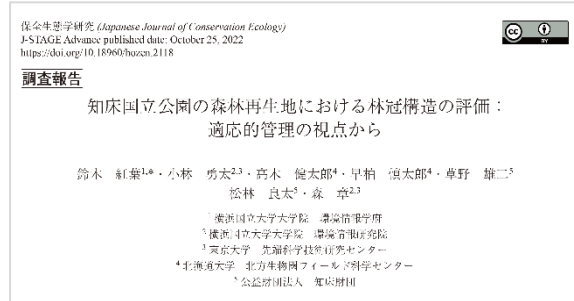 保全生態学研究 (Japanese Journal of Conservation Ecology)
J-STAGE Advance published date: October 25, 2022
https://doi.org/10.18960/hozen.2118
cc BY
調査報告
知床国立公園の森林再生地における林冠構造の評価：
適応的管理の視点から
鈴木 紅葉¹,*・小林 勇太²,³・高木 健太郎⁴・早柏 慎太郎⁴・草野 雄二⁵
松林 良太⁵・森 章²,³
¹ 横浜国立大学大学院 環境情報学府
² 横浜国立大学大学院 環境情報研究院
³ 東京大学 先端科学技術研究センター
⁴ 北海道大学 北方生物圏フィールド科学センター
⁵ 公益財団法人 知床財団